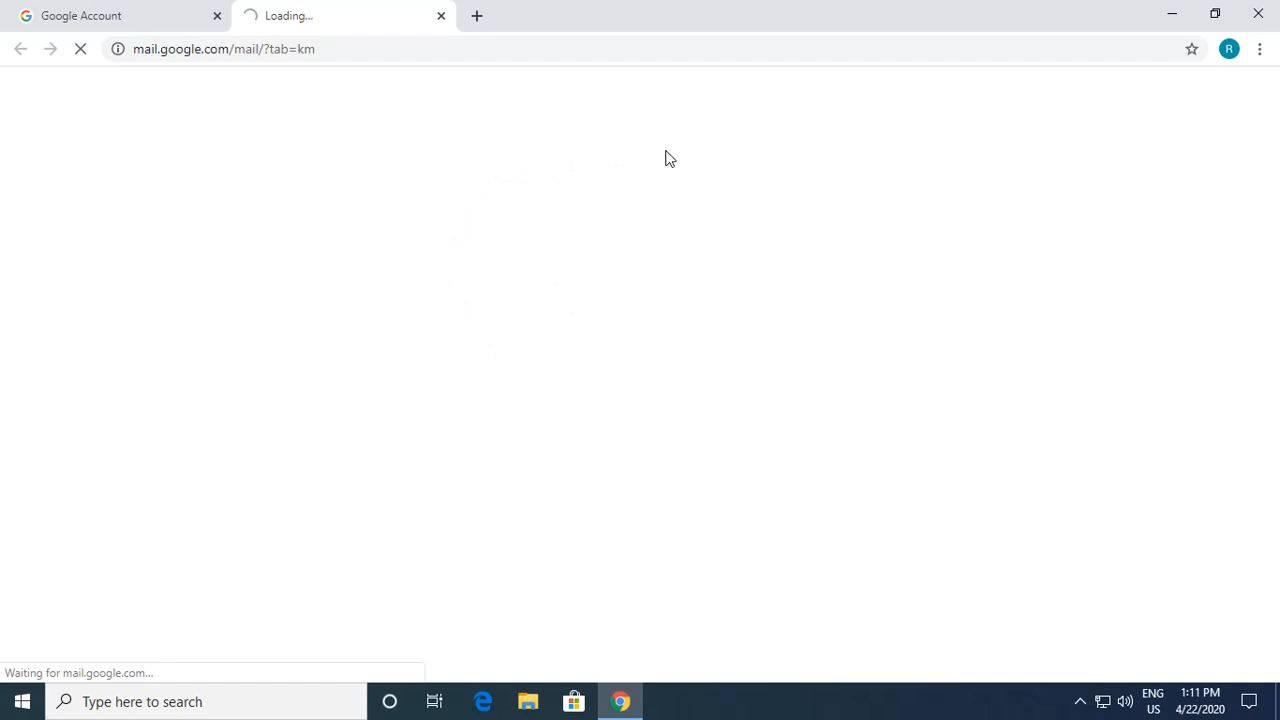 Google Account
Loading...
mail.google.com/mail/?tab=km
R
Waiting for mail.google.com...
Type here to search
ENG
US
1:11 PM
4/22/2020